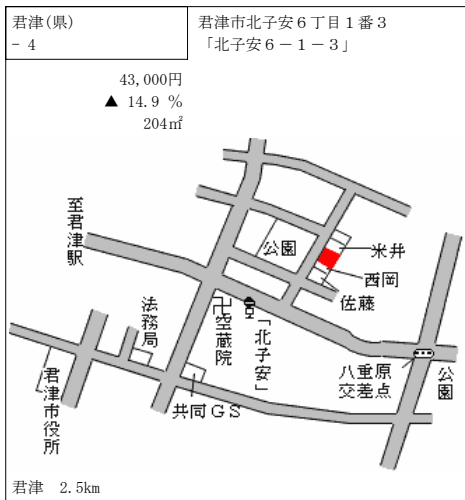 君津(県)
- 4
君津市北子安６丁目１番３
「北子安６－１－３」
43,000円
▲ 14.9 %
204㎡
至君津駅
公園
米井
西岡
佐藤
法務局
卍空蔵院
「北子安」
八重原
交差点
公園
君津市役所
共同ＧＳ
君津 2.5km